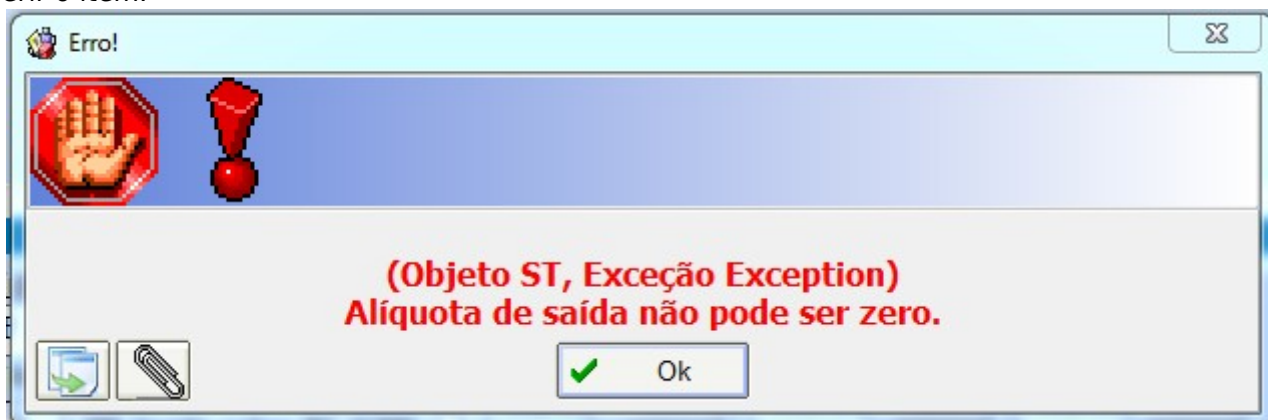 Erro!
(Objeto ST, Exceção Exception)
Alíquota de saída não pode ser zero.
Ok